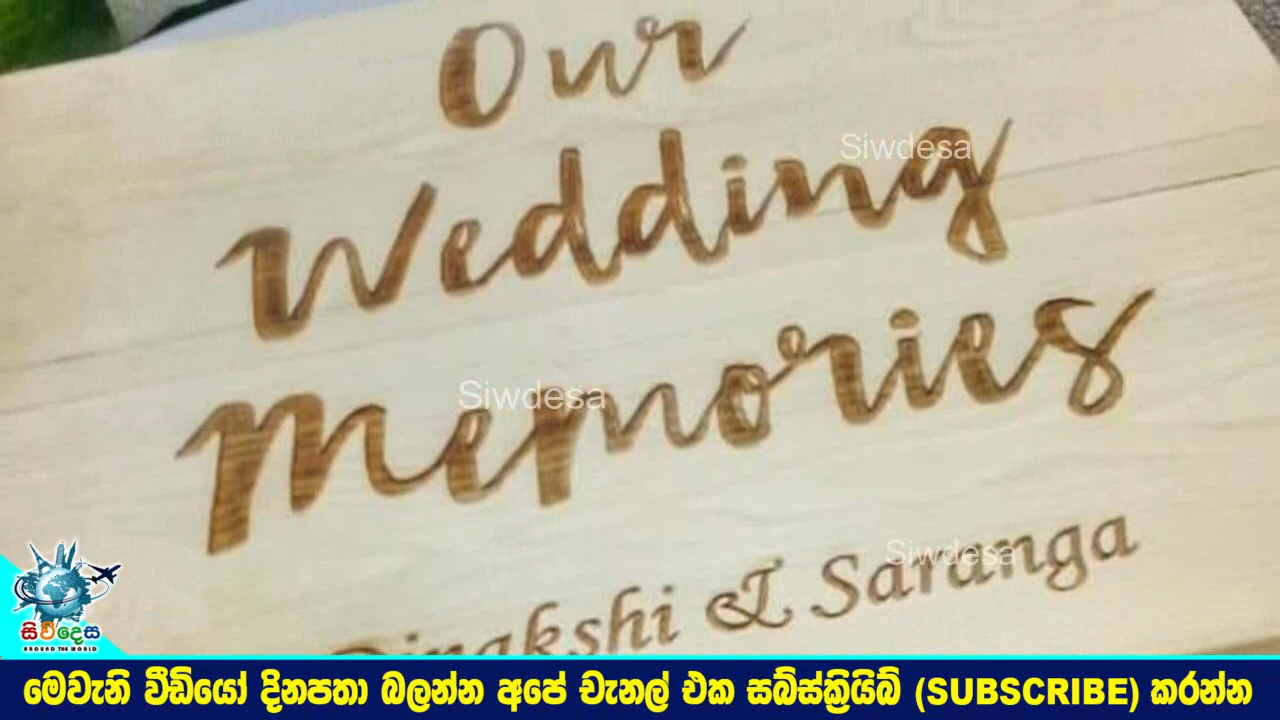 Our
Wedding
Siwdesa
Memories
Siwdesa
& Saranga
Siwdesa
සිව්දෙස
AROUND THE WORLD
මෙවැනි වීඩියෝ දිනපතා බලන්න අපේ චැනල් එක සබ්ස්ක්‍රයිබ් (SUBSCRIBE) කරන්න